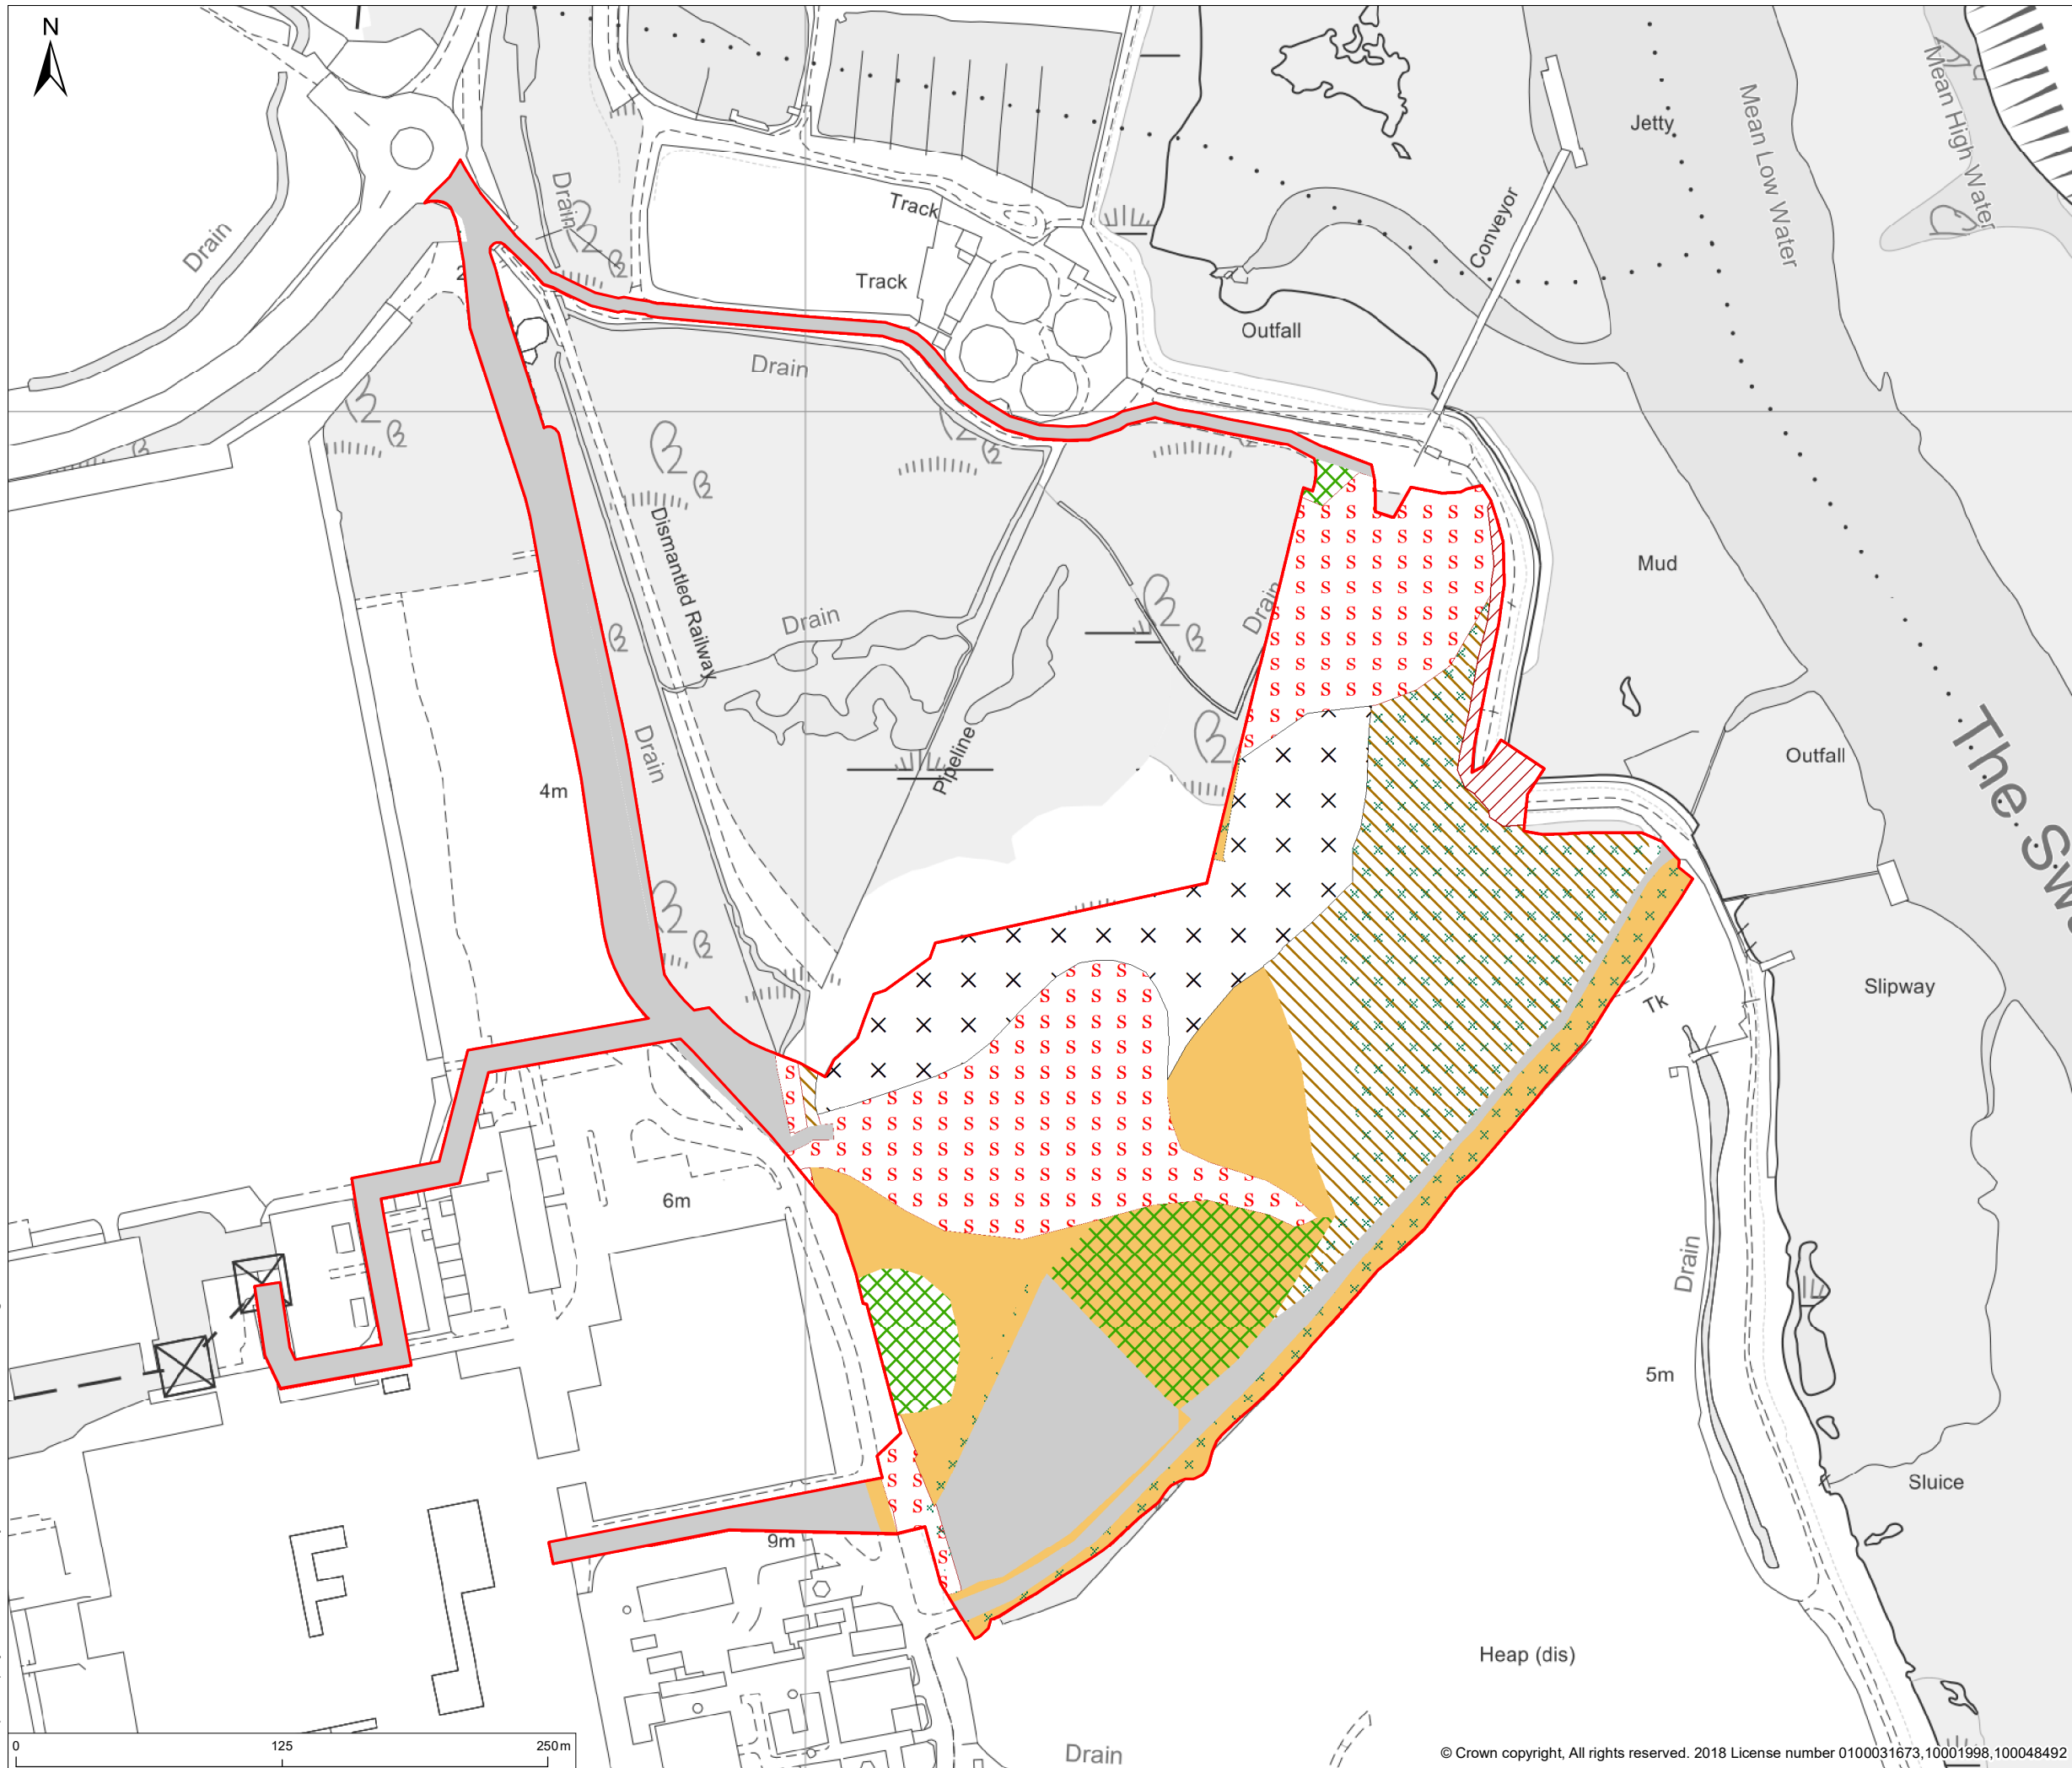 N
Jetty
Mean Low Water
Mean High Water
Drain
Drain
Track
Track
Conveyor
Outfall
Drain
Dismantled Railway
Mud
Drain
Drain
Drain
Pipeline
4m
Outfall
The Sw
Slipway
Tk
6m
Drain
5m
Sluice
9m
Heap (dis)
Drain
0 125 250 m
© Crown copyright, All rights reserved. 2018 License number 0100031673,10001998,100048492